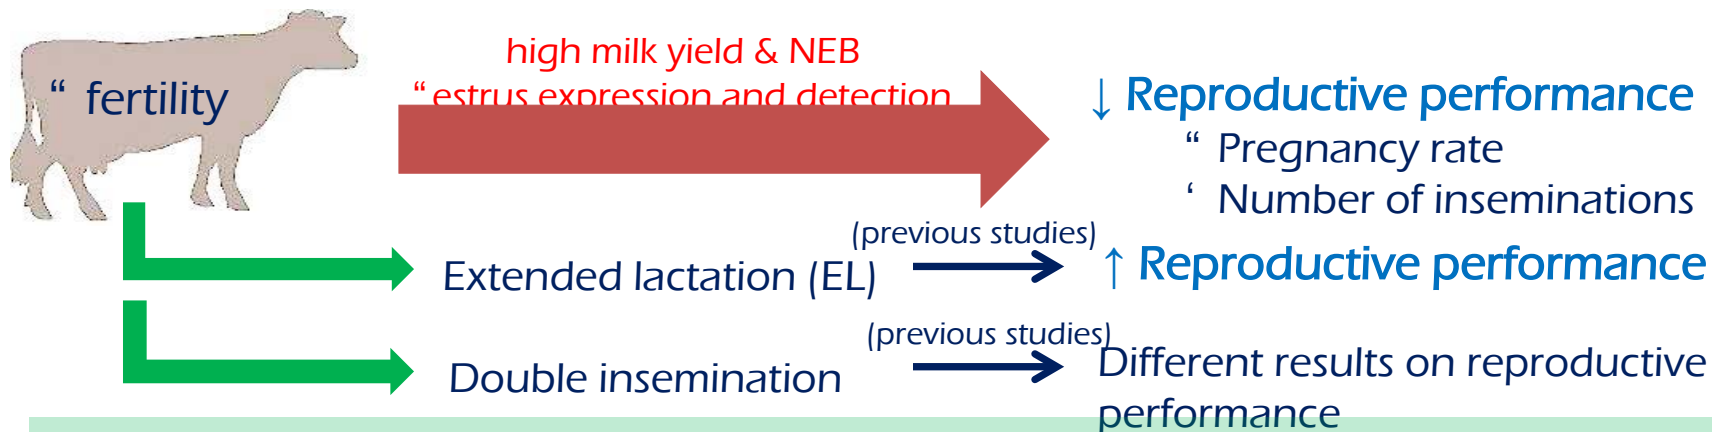 “ fertility
high milk yield & NEB
“ estrus expression and detection
↓ Reproductive performance
“ Pregnancy rate
‘ Number of inseminations
Extended lactation (EL)
(previous studies)
↑ Reproductive performance
Double insemination
(previous studies)
Different results on reproductive
performance